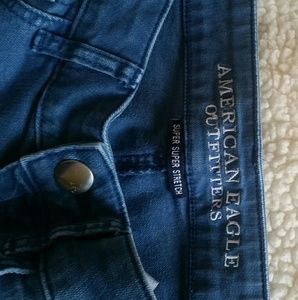 AMERICAN EAGLE
OUTFITTERS
SUPER SUPER STRETCH